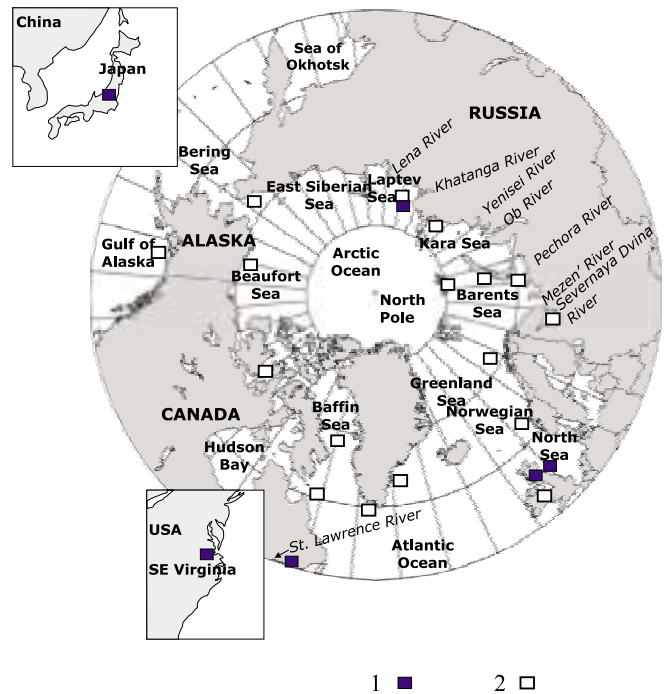 China
Japan
Sea of
Okhotsk
RUSSIA
Bering
Sea
East Siberian
Sea
Laptev
Sea
Lena River
Khatanga River
Yenisei River
Ob River
Kara Sea
Pechora River
Mezen' River
Severnaya Dvina
River
Gulf of
Alaska
ALASKA
Beaufort
Sea
Arctic
Ocean
North
Pole
Barents
Sea
Greenland
Sea
Norwegian
Sea
North
Sea
CANADA
Baffin
Sea
Hudson
Bay
USA
SE Virginia
St. Lawrence River
Atlantic
Ocean
1
2